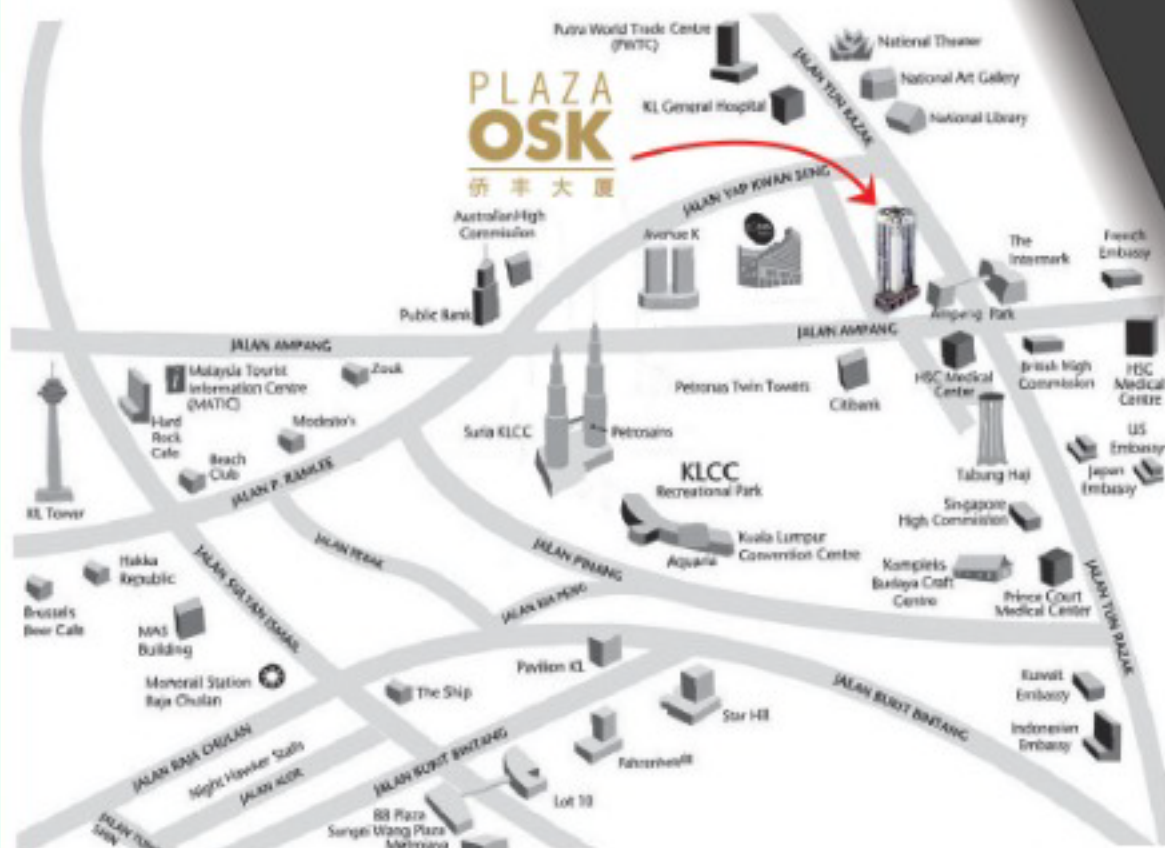 Putra World Trade Centre
(PWTC)
JALAN TUN RAZAK
National Theater
National Art Gallery
PLAZA
OSK
侨丰大厦
KL General Hospital
National Library
JALAN YAP KWAN SENG
Australian High
Commission
Avenue K
The
Intermark
French
Embassy
Public Bank
Ampang Park
JALAN AMPANG
JALAN AMPANG
Malaysia Tourist
Information Centre
(MATIC)
Zouk
Petronas Twin Towers
Citibank
HSC Medical
Center
British High
Commission
HSC
Medical
Centre
Hard
Rock
Cafe
Modesto's
Suria KLCC
Petrosains
Beach
Club
JALAN P. RAMLEE
KLCC
Recreational Park
Tabung Haji
US
Embassy
Japan
Embassy
KL Tower
Singapore
High Commission
JALAN PERAK
JALAN PINANG
Aquaria
Kuala Lumpur
Convention Centre
Hakka
Republic
JALAN SULTAN ISMAIL
JALAN KIA PENG
Kompleks
Budaya Craft
Centre
Prince Court
Medical Center
JALAN TUN RAZAK
Brussels
Beer Cafe
MAS
Building
Pavilion KL
Monorail Station
Raja Chulan
The Ship
Star Hill
JALAN BUKIT BINTANG
Kuwait
Embassy
Indonesian
Embassy
JALAN RAJA CHULAN
Night Hawker Stalls
JALAN ALOR
JALAN BUKIT BINTANG
Fahrenheit
Lot 10
BB Plaza
Sungei Wang Plaza
JALAN
SHIN